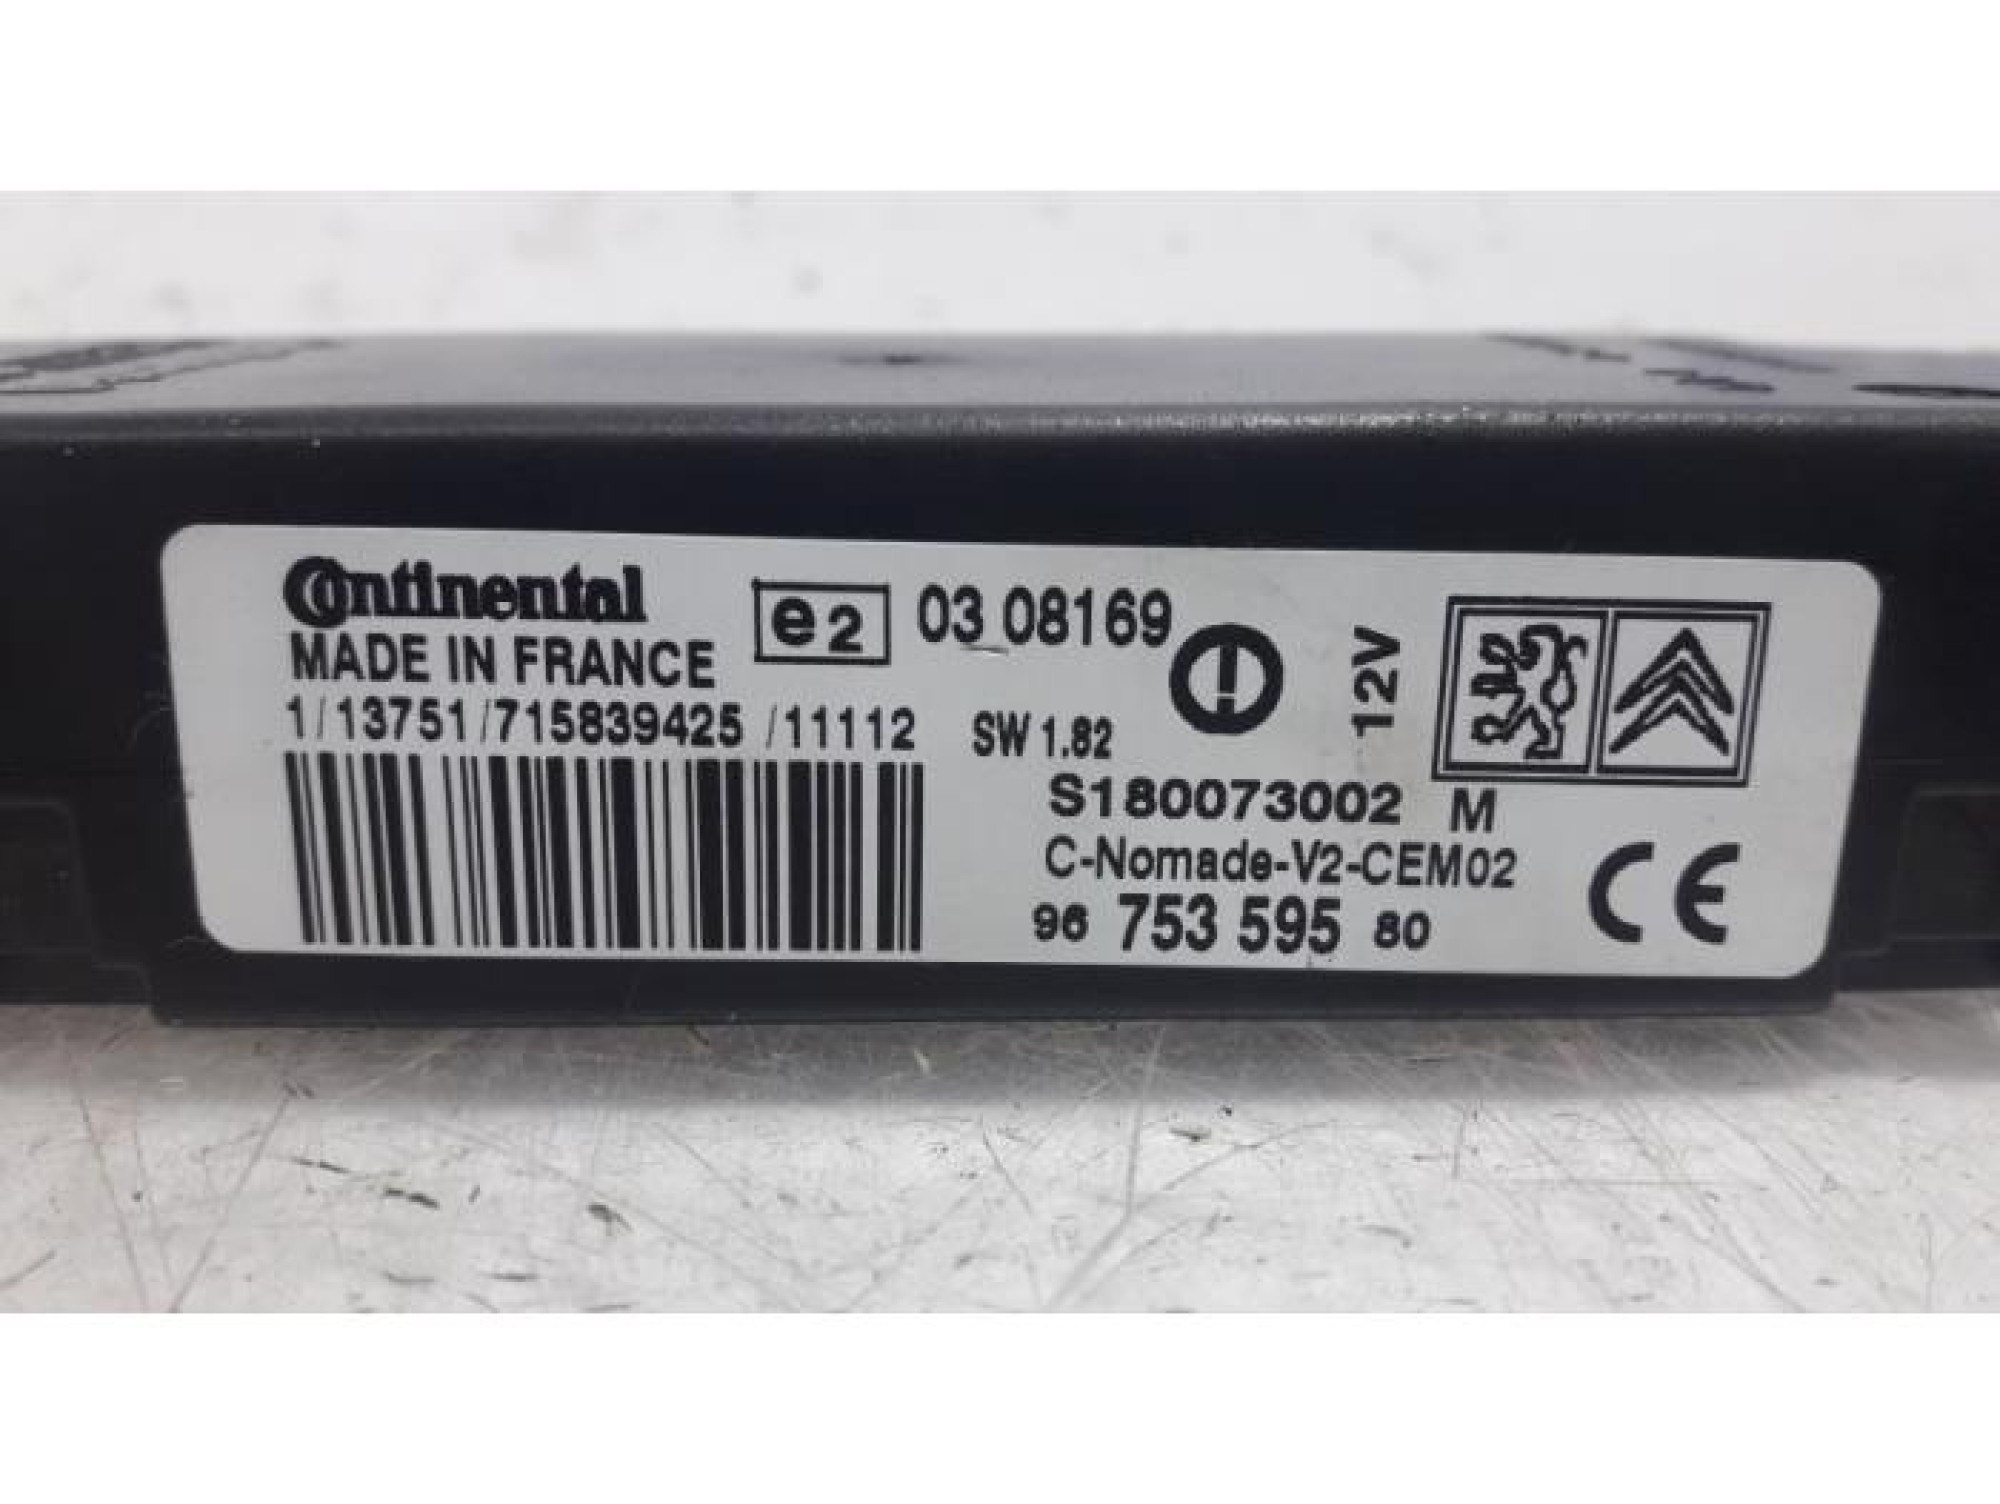 Continental
MADE IN FRANCE
e2 03 08169
12V
1/13751/715839425/11112
SW 1.82
S180073002 M
C-Nomade-V2-CEM02
96 753 595 80
CE